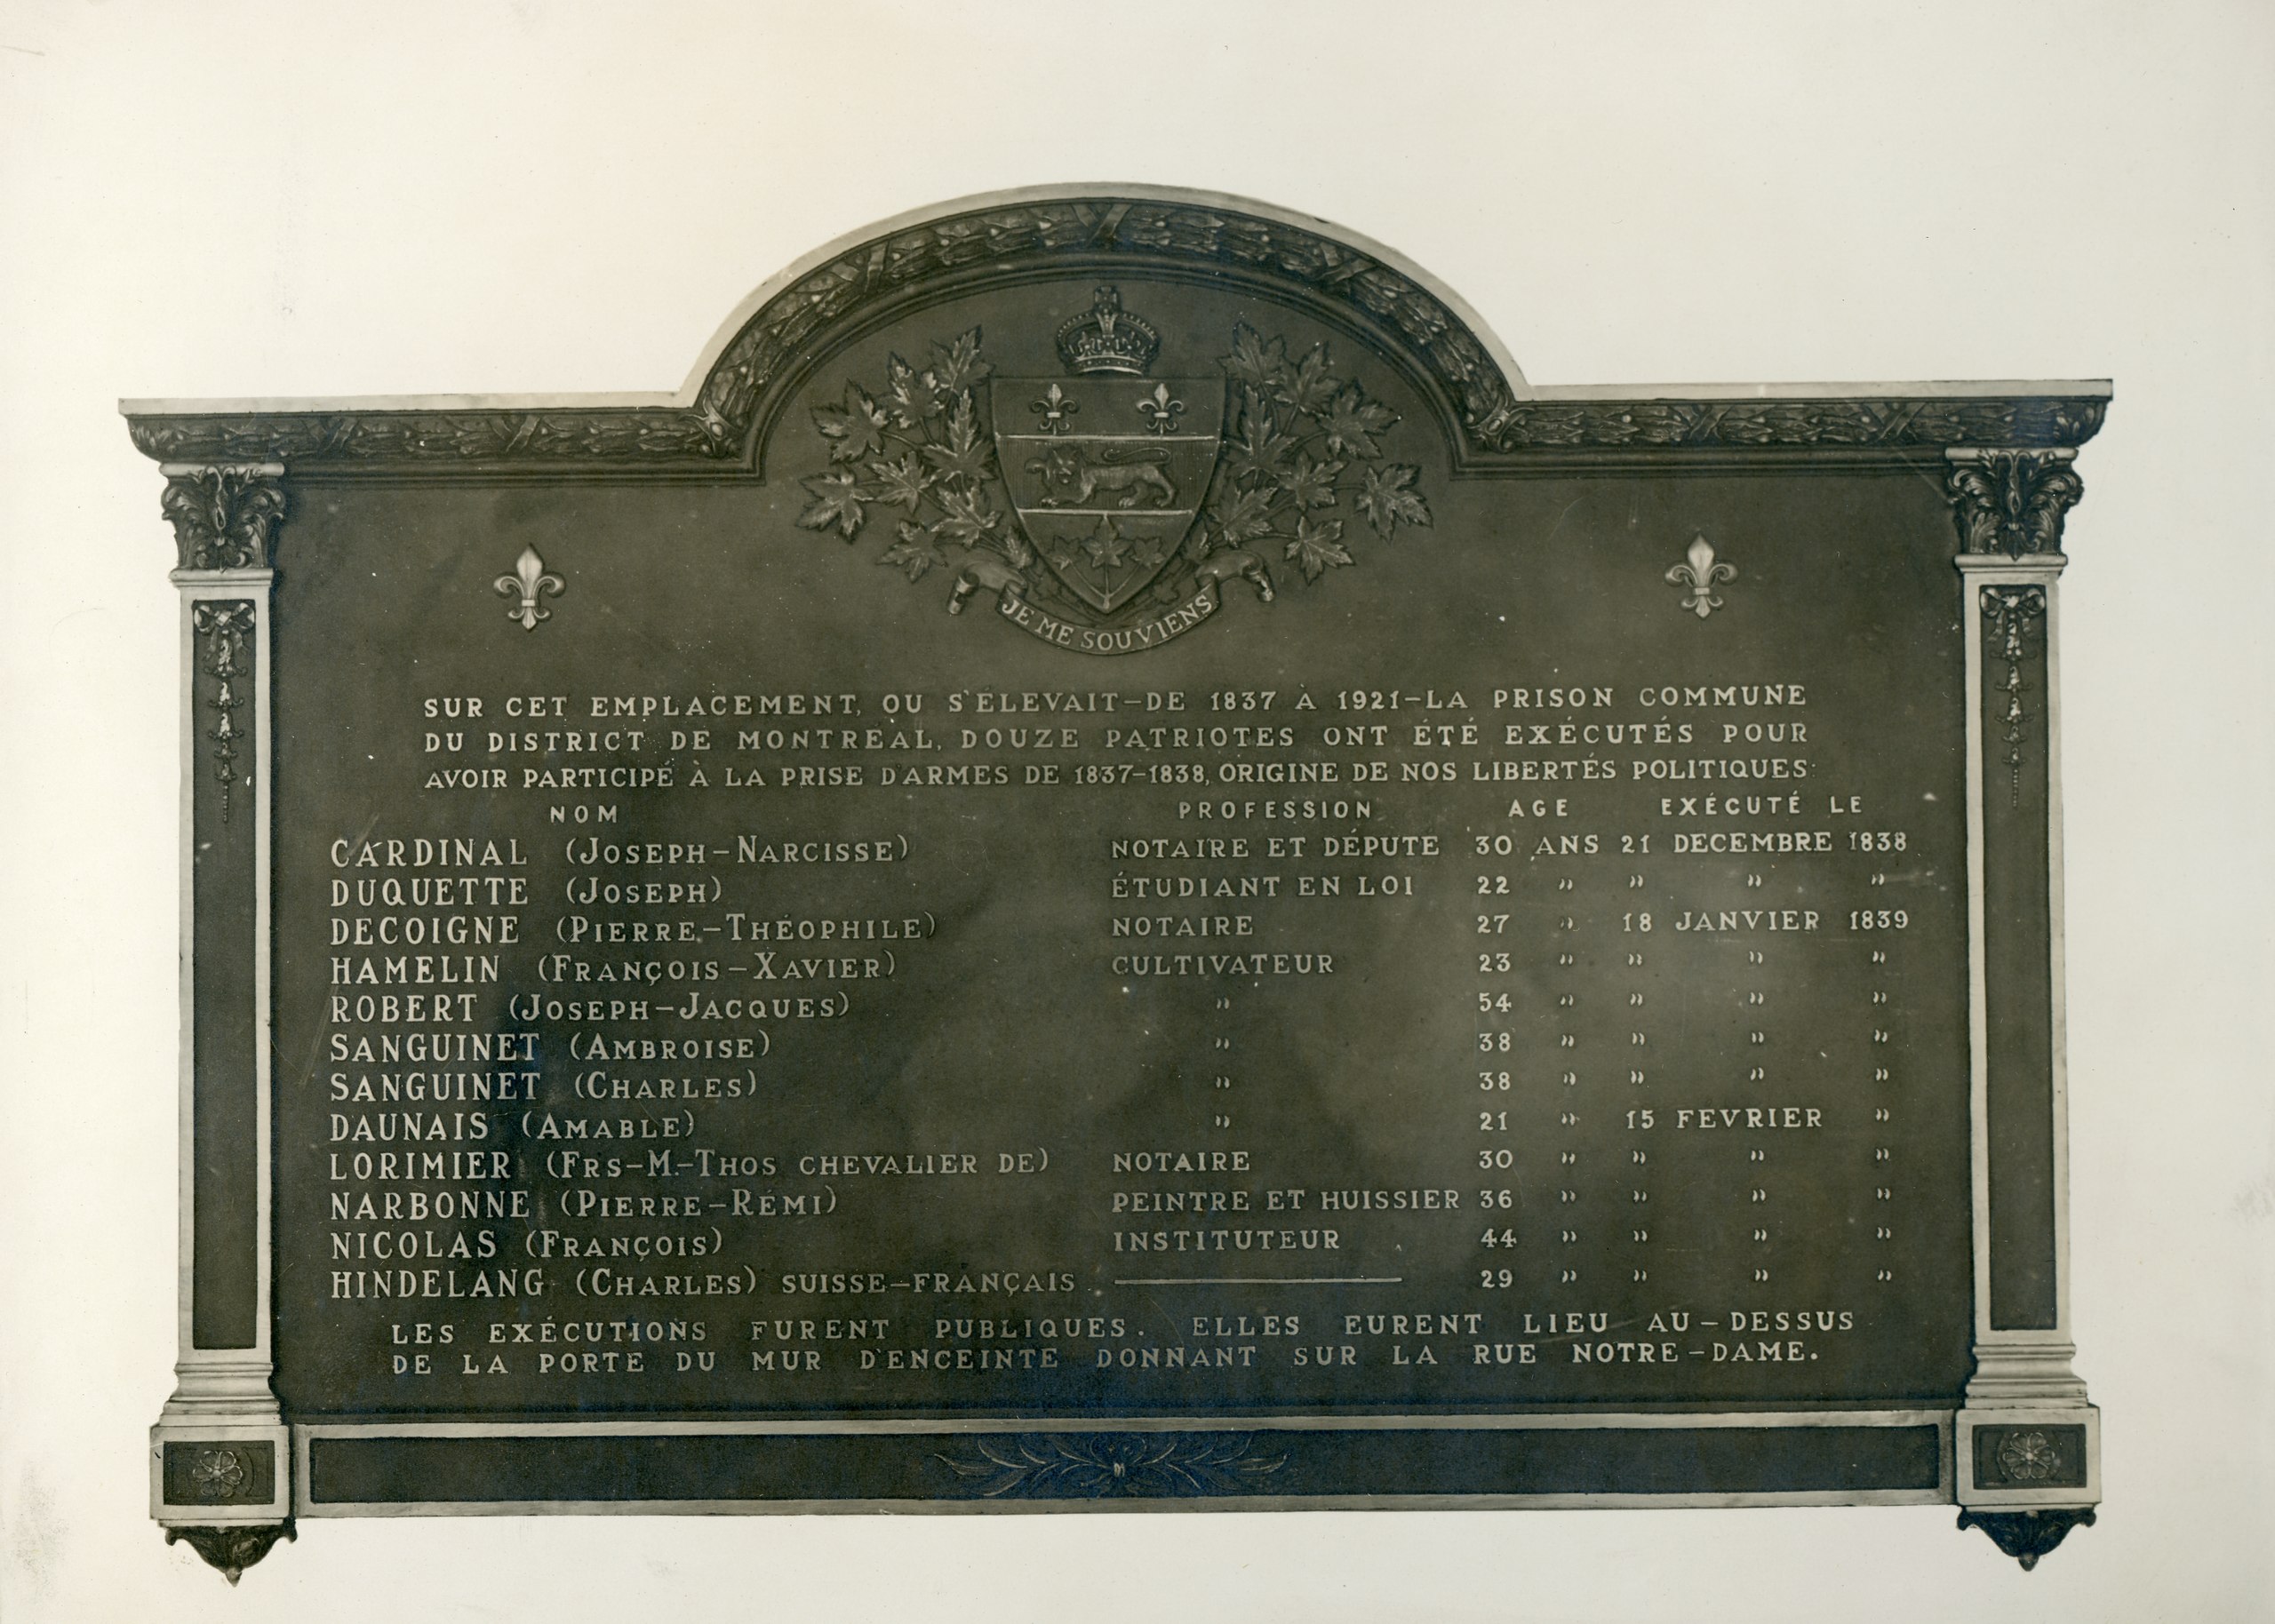 JE ME SOUVIENS
SUR CET EMPLACEMENT, OU S'ÉLEVAIT–DE 1837 À 1921–LA PRISON COMMUNE
DU DISTRICT DE MONTRÉAL, DOUZE PATRIOTES ONT ÉTÉ EXÉCUTÉS POUR
AVOIR PARTICIPÉ À LA PRISE D'ARMES DE 1837–1838, ORIGINE DE NOS LIBERTÉS POLITIQUES:
NOM PROFESSION AGE EXÉCUTÉ LE
CARDINAL (JOSEPH–NARCISSE) NOTAIRE ET DÉPUTE 30 ANS 21 DECEMBRE 1838
DUQUETTE (JOSEPH) ÉTUDIANT EN LOI 22 " " " "
DECOIGNE (PIERRE–THÉOPHILE) NOTAIRE 27 " 18 JANVIER 1839
HAMELIN (FRANÇOIS–XAVIER) CULTIVATEUR 23 " " " "
ROBERT (JOSEPH–JACQUES) " 54 " " " "
SANGUINET (AMBROISE) " 38 " " " "
SANGUINET (CHARLES) " 38 " " " "
DAUNAIS (AMABLE) " 21 " 15 FEVRIER "
LORIMIER (FRS–M.–THOS CHEVALIER DE) NOTAIRE 30 " " " "
NARBONNE (PIERRE–RÉMI) PEINTRE ET HUISSIER 36 " " " "
NICOLAS (FRANÇOIS) INSTITUTEUR 44 " " " "
HINDELANG (CHARLES) SUISSE–FRANÇAIS ——— 29 " " " "
LES EXÉCUTIONS FURENT PUBLIQUES. ELLES EURENT LIEU AU–DESSUS
DE LA PORTE DU MUR D'ENCEINTE DONNANT SUR LA RUE NOTRE–DAME.